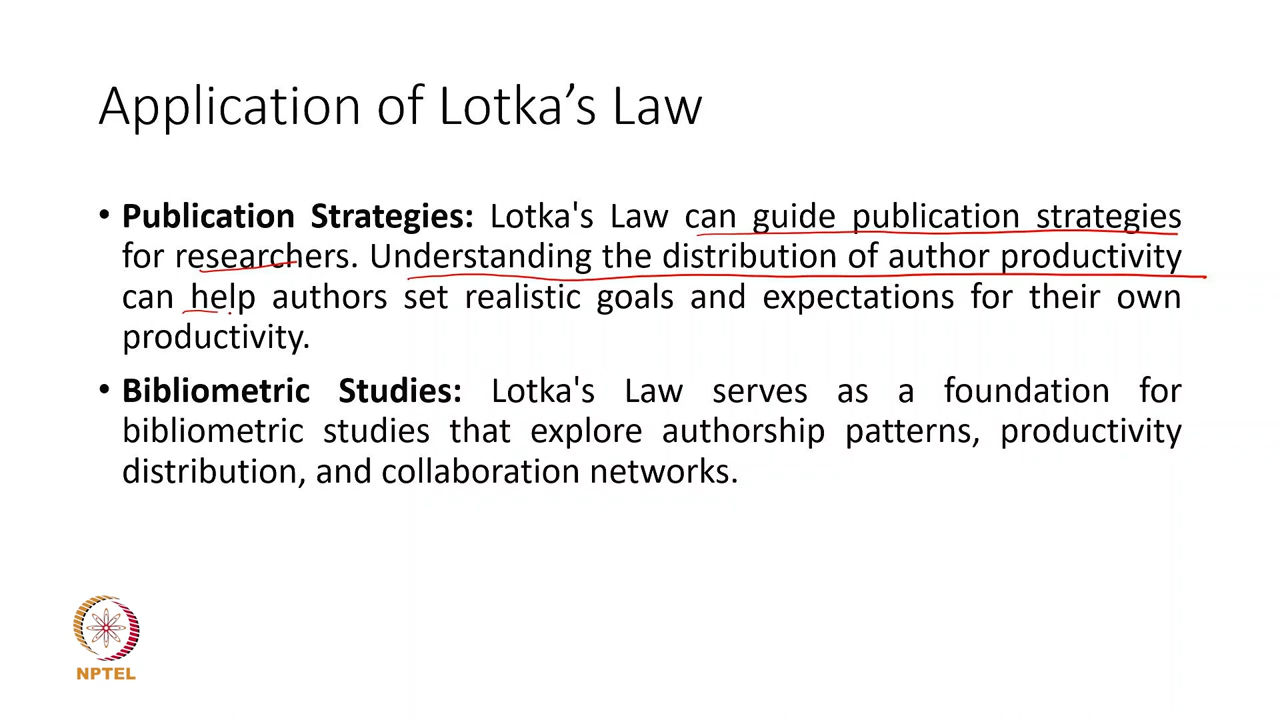 Application of Lotka’s Law
• Publication Strategies: Lotka's Law can guide publication strategies
for researchers. Understanding the distribution of author productivity
can help authors set realistic goals and expectations for their own
productivity.
• Bibliometric Studies: Lotka's Law serves as a foundation for
bibliometric studies that explore authorship patterns, productivity
distribution, and collaboration networks.
NPTEL